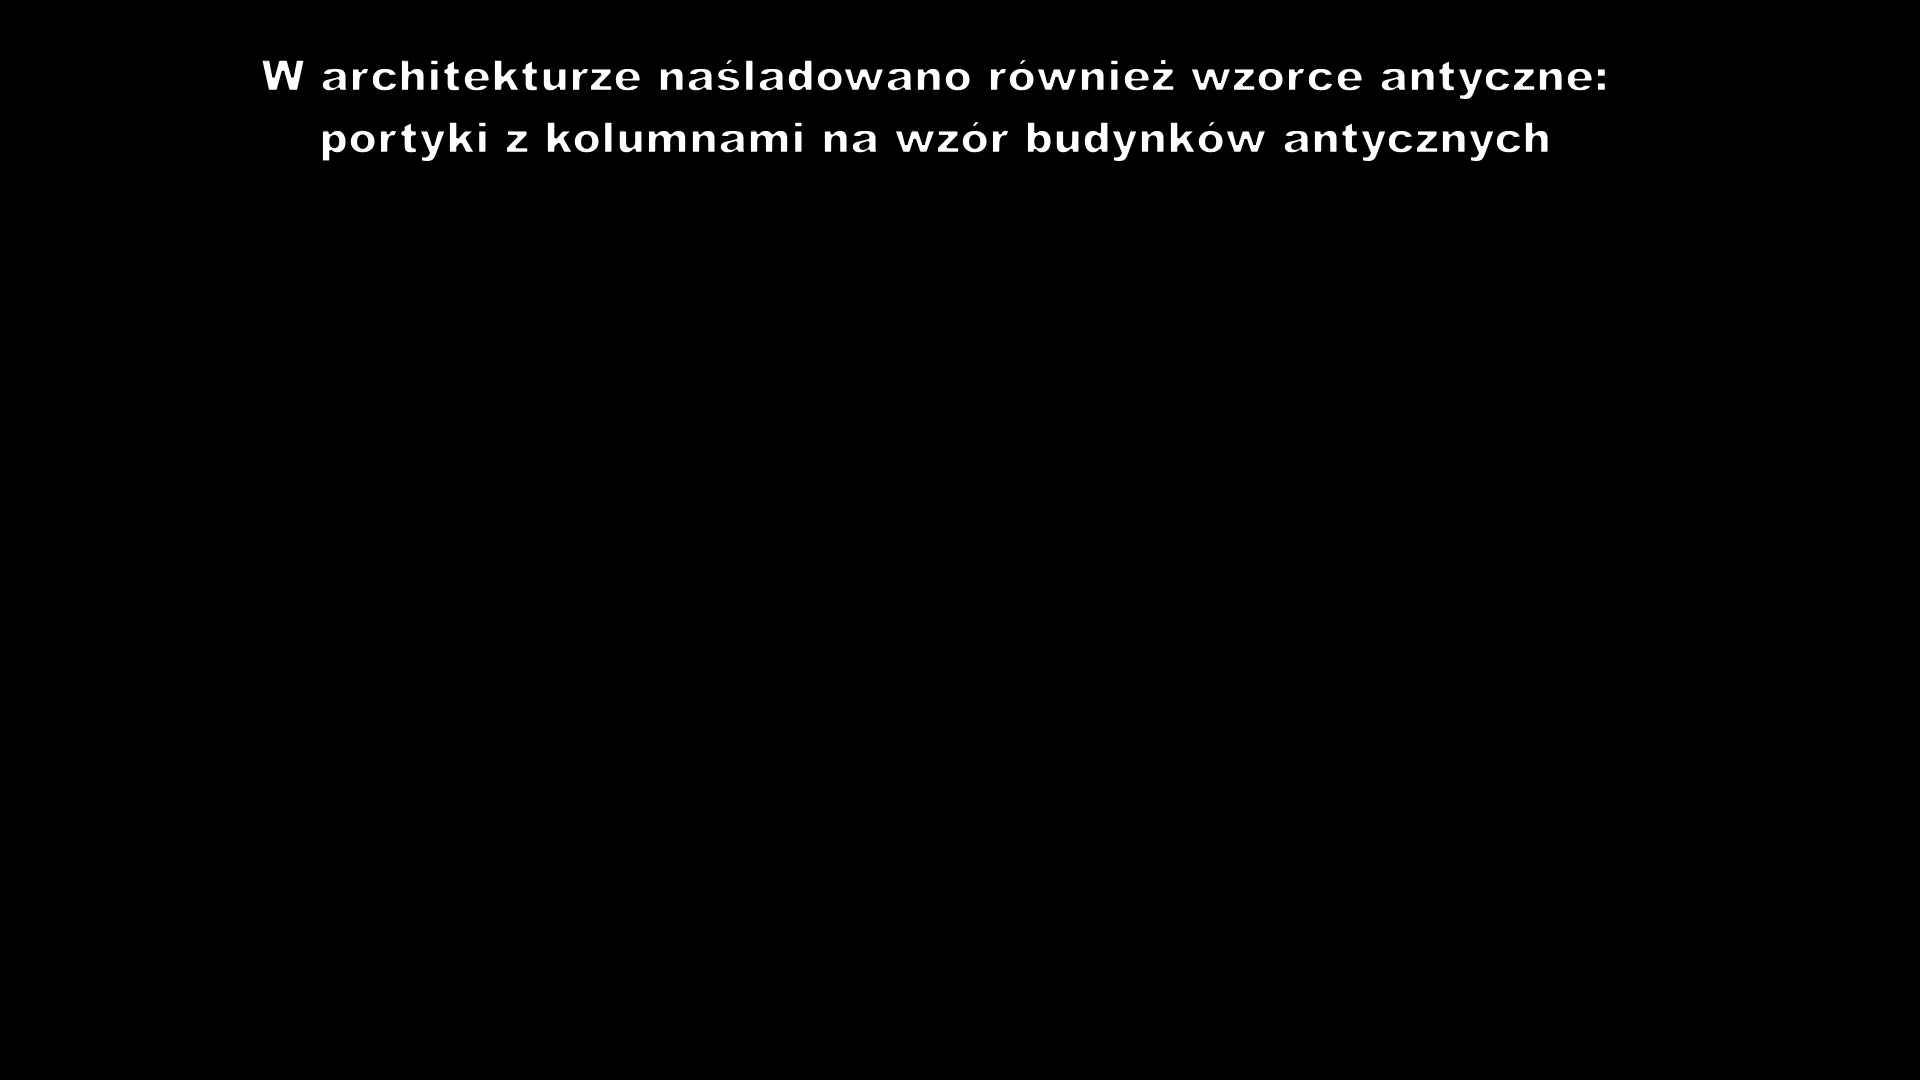 W architekturze naśladowano również wzorce antyczne:
portyki z kolumnami na wzór budynków antycznych